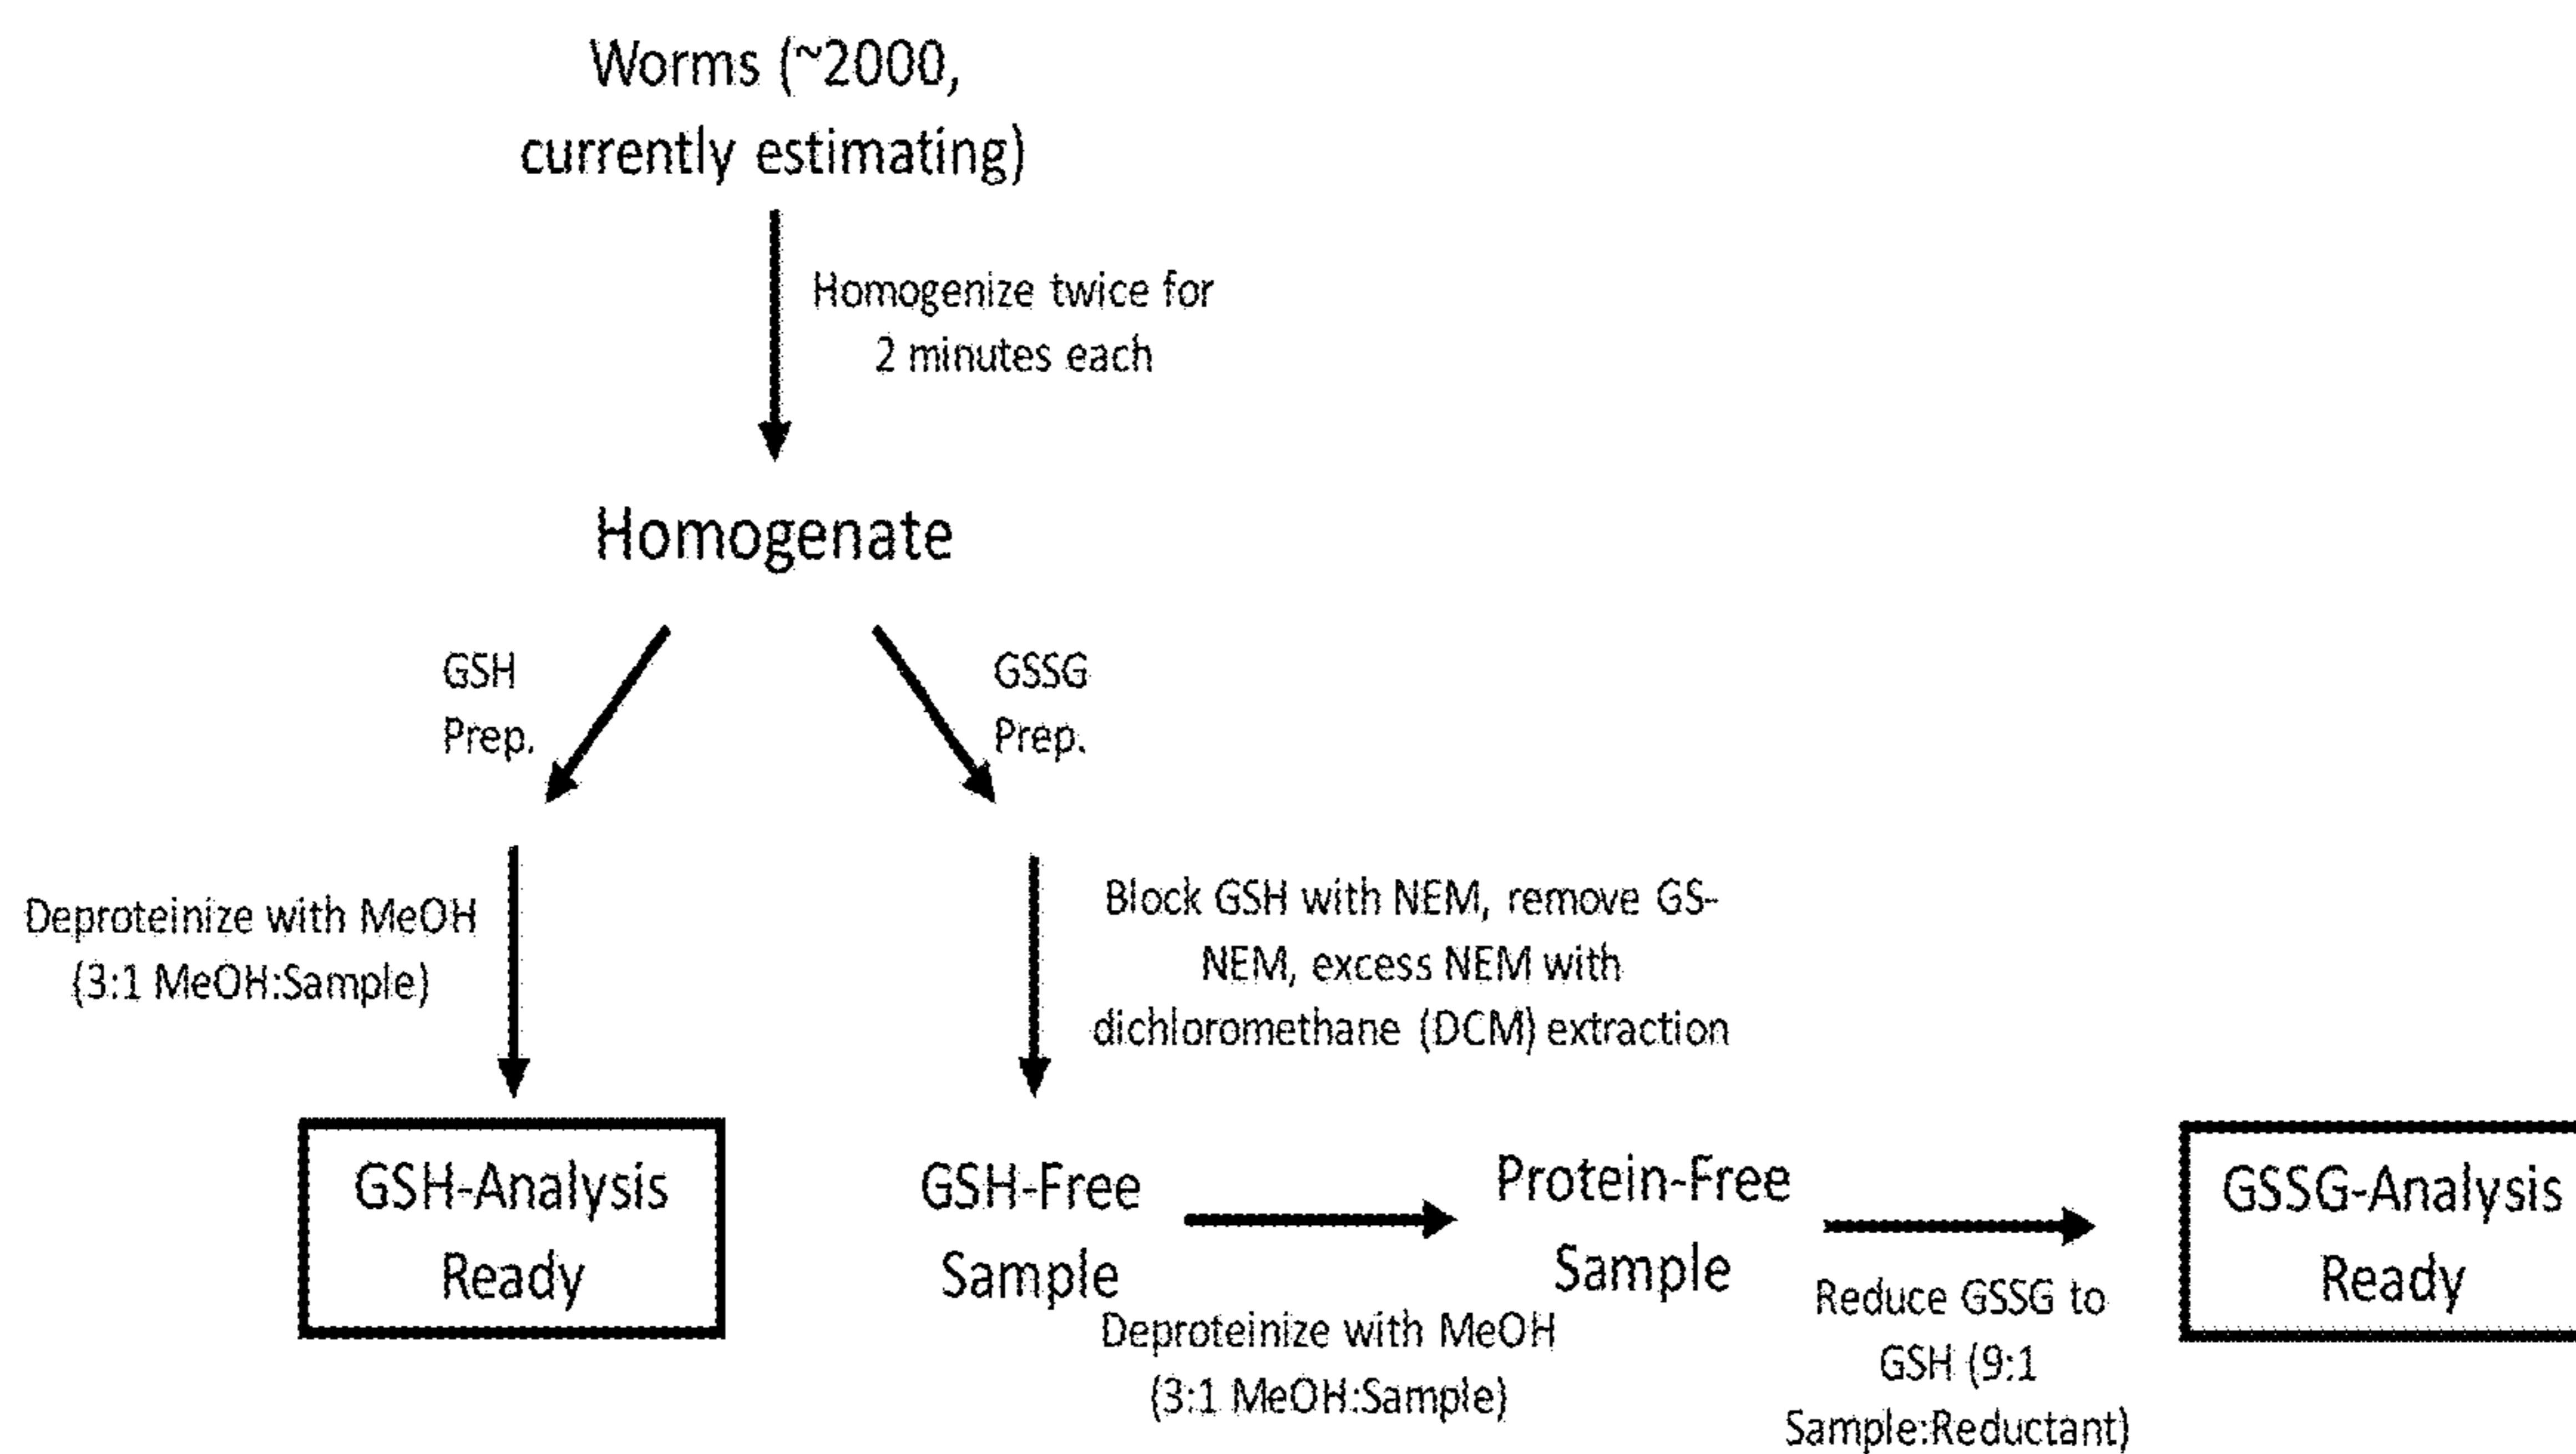 Worms (~2000,
currently estimating)
Homogenize twice for
2 minutes each
Homogenate
GSH
Prep.
GSSG
Prep.
Deproteinize with MeOH
(3:1 MeOH:Sample)
Block GSH with NEM, remove GS-
NEM, excess NEM with
dichloromethane (DCM) extraction
GSH-Analysis
Ready
GSH-Free
Sample
Deproteinize with MeOH
(3:1 MeOH:Sample)
Protein-Free
Sample
Reduce GSSG to
GSH (9:1
Sample:Reductant)
GSSG-Analysis
Ready